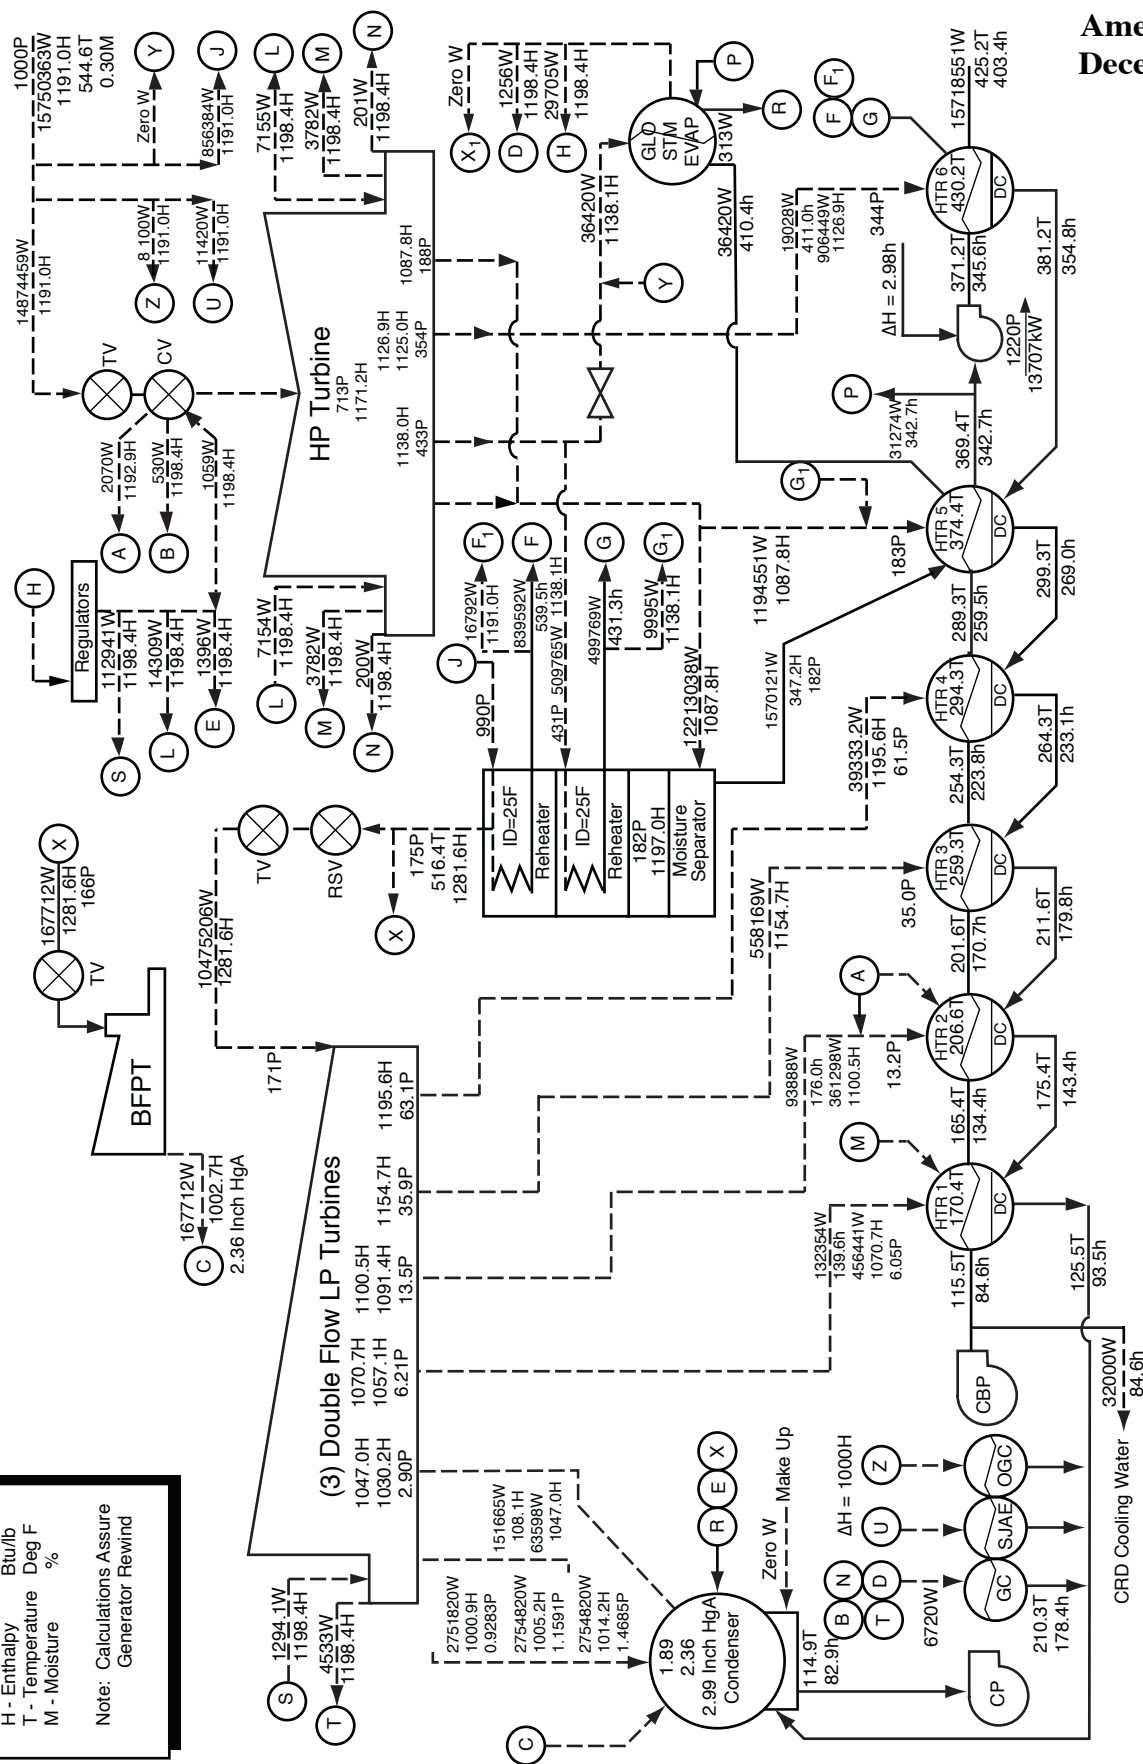 Ame
Dece
H - Enthalpy Btu/lb
T - Temperature Deg F
M - Moisture %
Note: Calculations Assure
Generator Rewind
X
167712W
1281.6H
166P
TV
BFPT
167712W
1002.7H
C
2.36 Inch HgA
H
Regulators
112941W
1198.4H
S
14309W
1198.4H
L
1396W
1198.4H
E
1059W
1198.4H
2070W
1192.9H
A
530W
1198.4H
B
TV
CV
14874459W
1191.0H
1000P
15750363W
1191.0H
544.6T
0.30M
Zero W
Y
856384W
1191.0H
J
8 100W
1191.0H
Z
11420W
1191.0H
U
7155W
1198.4H
L
3782W
1198.4H
M
201W
1198.4H
N
HP Turbine
713P
1171.2H
7154W
1198.4H
L
3782W
1198.4H
M
200W
1198.4H
N
1138.0H
433P
1126.9H
1125.0H
354P
1087.8H
188P
Zero W
X1
1256W
1198.4H
D
29705W
1198.4H
H
P
R
GLO
STM
EVAP
313W
36420W
1138.1H
36420W
410.4h
Y
F1
F
G
J
990P
16792W
1191.0H
F1
839592W
539.5h
F
431P 509765W 1138.1H
499769W
431.3h
G
9995W
1138.1H
G1
12213038W
1087.8H
ID=25F
Reheater
ID=25F
Reheater
182P
1197.0H
Moisture
Separator
TV
RSV
X
175P
516.4T
1281.6H
10475206W
1281.6H
171P
1570121W
347.2H
182P
1194551W
1087.8H
183P
G1
39333.2W
1195.6H
61.5P
558169W
1154.7H
35.0P
A
93888W
176.0h
361298W
1100.5H
13.2P
M
132354W
139.6h
456441W
1070.7H
6.05P
19028W
411.0h
906449W
1126.9H
344P
ΔH = 2.98h
1220P
13707kW
P
31274W
342.7h
(3) Double Flow LP Turbines
1047.0H
1030.2H
2.90P
1070.7H
1057.1H
6.21P
1100.5H
1091.4H
13.5P
1154.7H
35.9P
1195.6H
63.1P
S
1294.1W
1198.4H
T
4533W
1198.4H
2751820W
1000.9H
0.9283P
2754820W
1005.2H
1.1591P
2754820W
1014.2H
1.4685P
151665W
108.1H
63598W
1047.0H
C
1.89
2.36
2.99 Inch HgA
Condenser
R
E
X
Zero W
Make Up
114.9T
82.9h
CP
B
N
T
D
6720W
ΔH = 1000H
U
Z
GC
SJAE
OGC
210.3T
178.4h
CBP
32000W
84.6h
CRD Cooling Water
115.5T
84.6h
HTR 1
170.4T
DC
125.5T
93.5h
165.4T
134.4h
HTR 2
206.6T
DC
175.4T
143.4h
201.6T
170.7h
HTR 3
259.3T
DC
211.6T
179.8h
254.3T
223.8h
HTR 4
294.3T
DC
264.3T
233.1h
289.3T
259.5h
HTR 5
374.4T
DC
299.3T
269.0h
369.4T
342.7h
371.2T
345.6h
HTR 6
430.2T
DC
381.2T
354.8h
15718551W
425.2T
403.4h